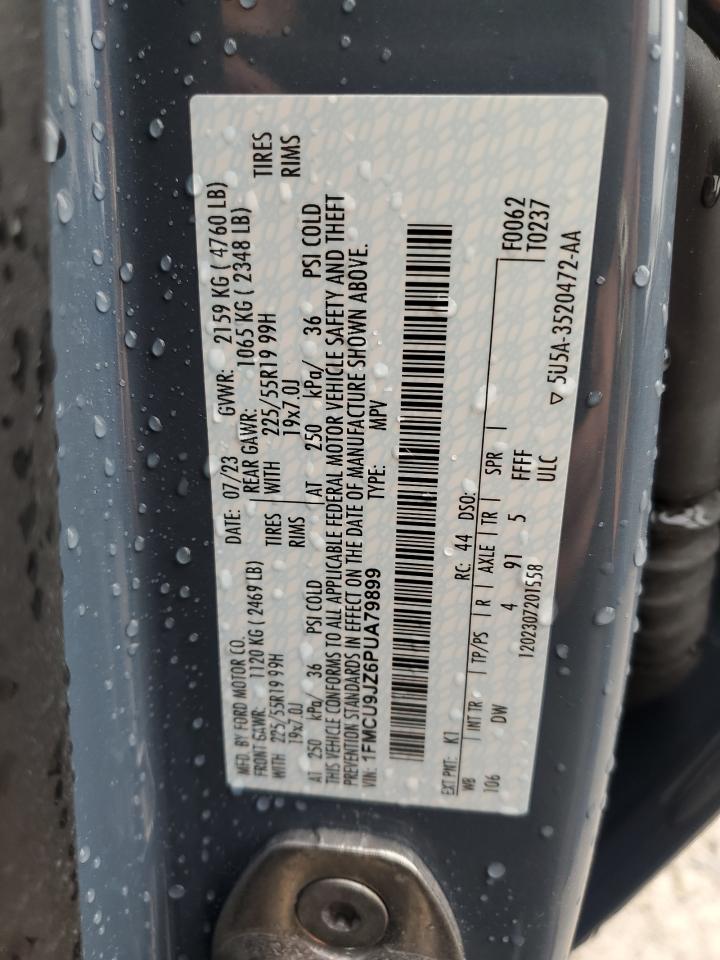 MFD. BY FORD MOTOR CO.
DATE: 07/23 GVWR: 2159 KG ( 4760 LB)
FRONT GAWR: 1120 KG (2469 LB) REAR GAWR: 1065 KG ( 2348 LB)
WITH 225/55R19 99H TIRES WITH 225/55R19 99H TIRES
19x7.0J RIMS 19x7.0J RIMS
AT 250 kPa/ 36 PSI COLD AT 250 kPa/ 36 PSI COLD
THIS VEHICLE CONFORMS TO ALL APPLICABLE FEDERAL MOTOR VEHICLE SAFETY AND THEFT
PREVENTION STANDARDS IN EFFECT ON THE DATE OF MANUFACTURE SHOWN ABOVE.
VIN: 1FMCU9JZ6PUA79899 TYPE: MPV
EXT PNT: K1 RC: 44 DSO: F0062
WB INT TR TP/PS R AXLE TR SPR T0237
106 DW 4 91 5 FFFF
1202307201558 ULC
▽ 5U5A-3520472-AA